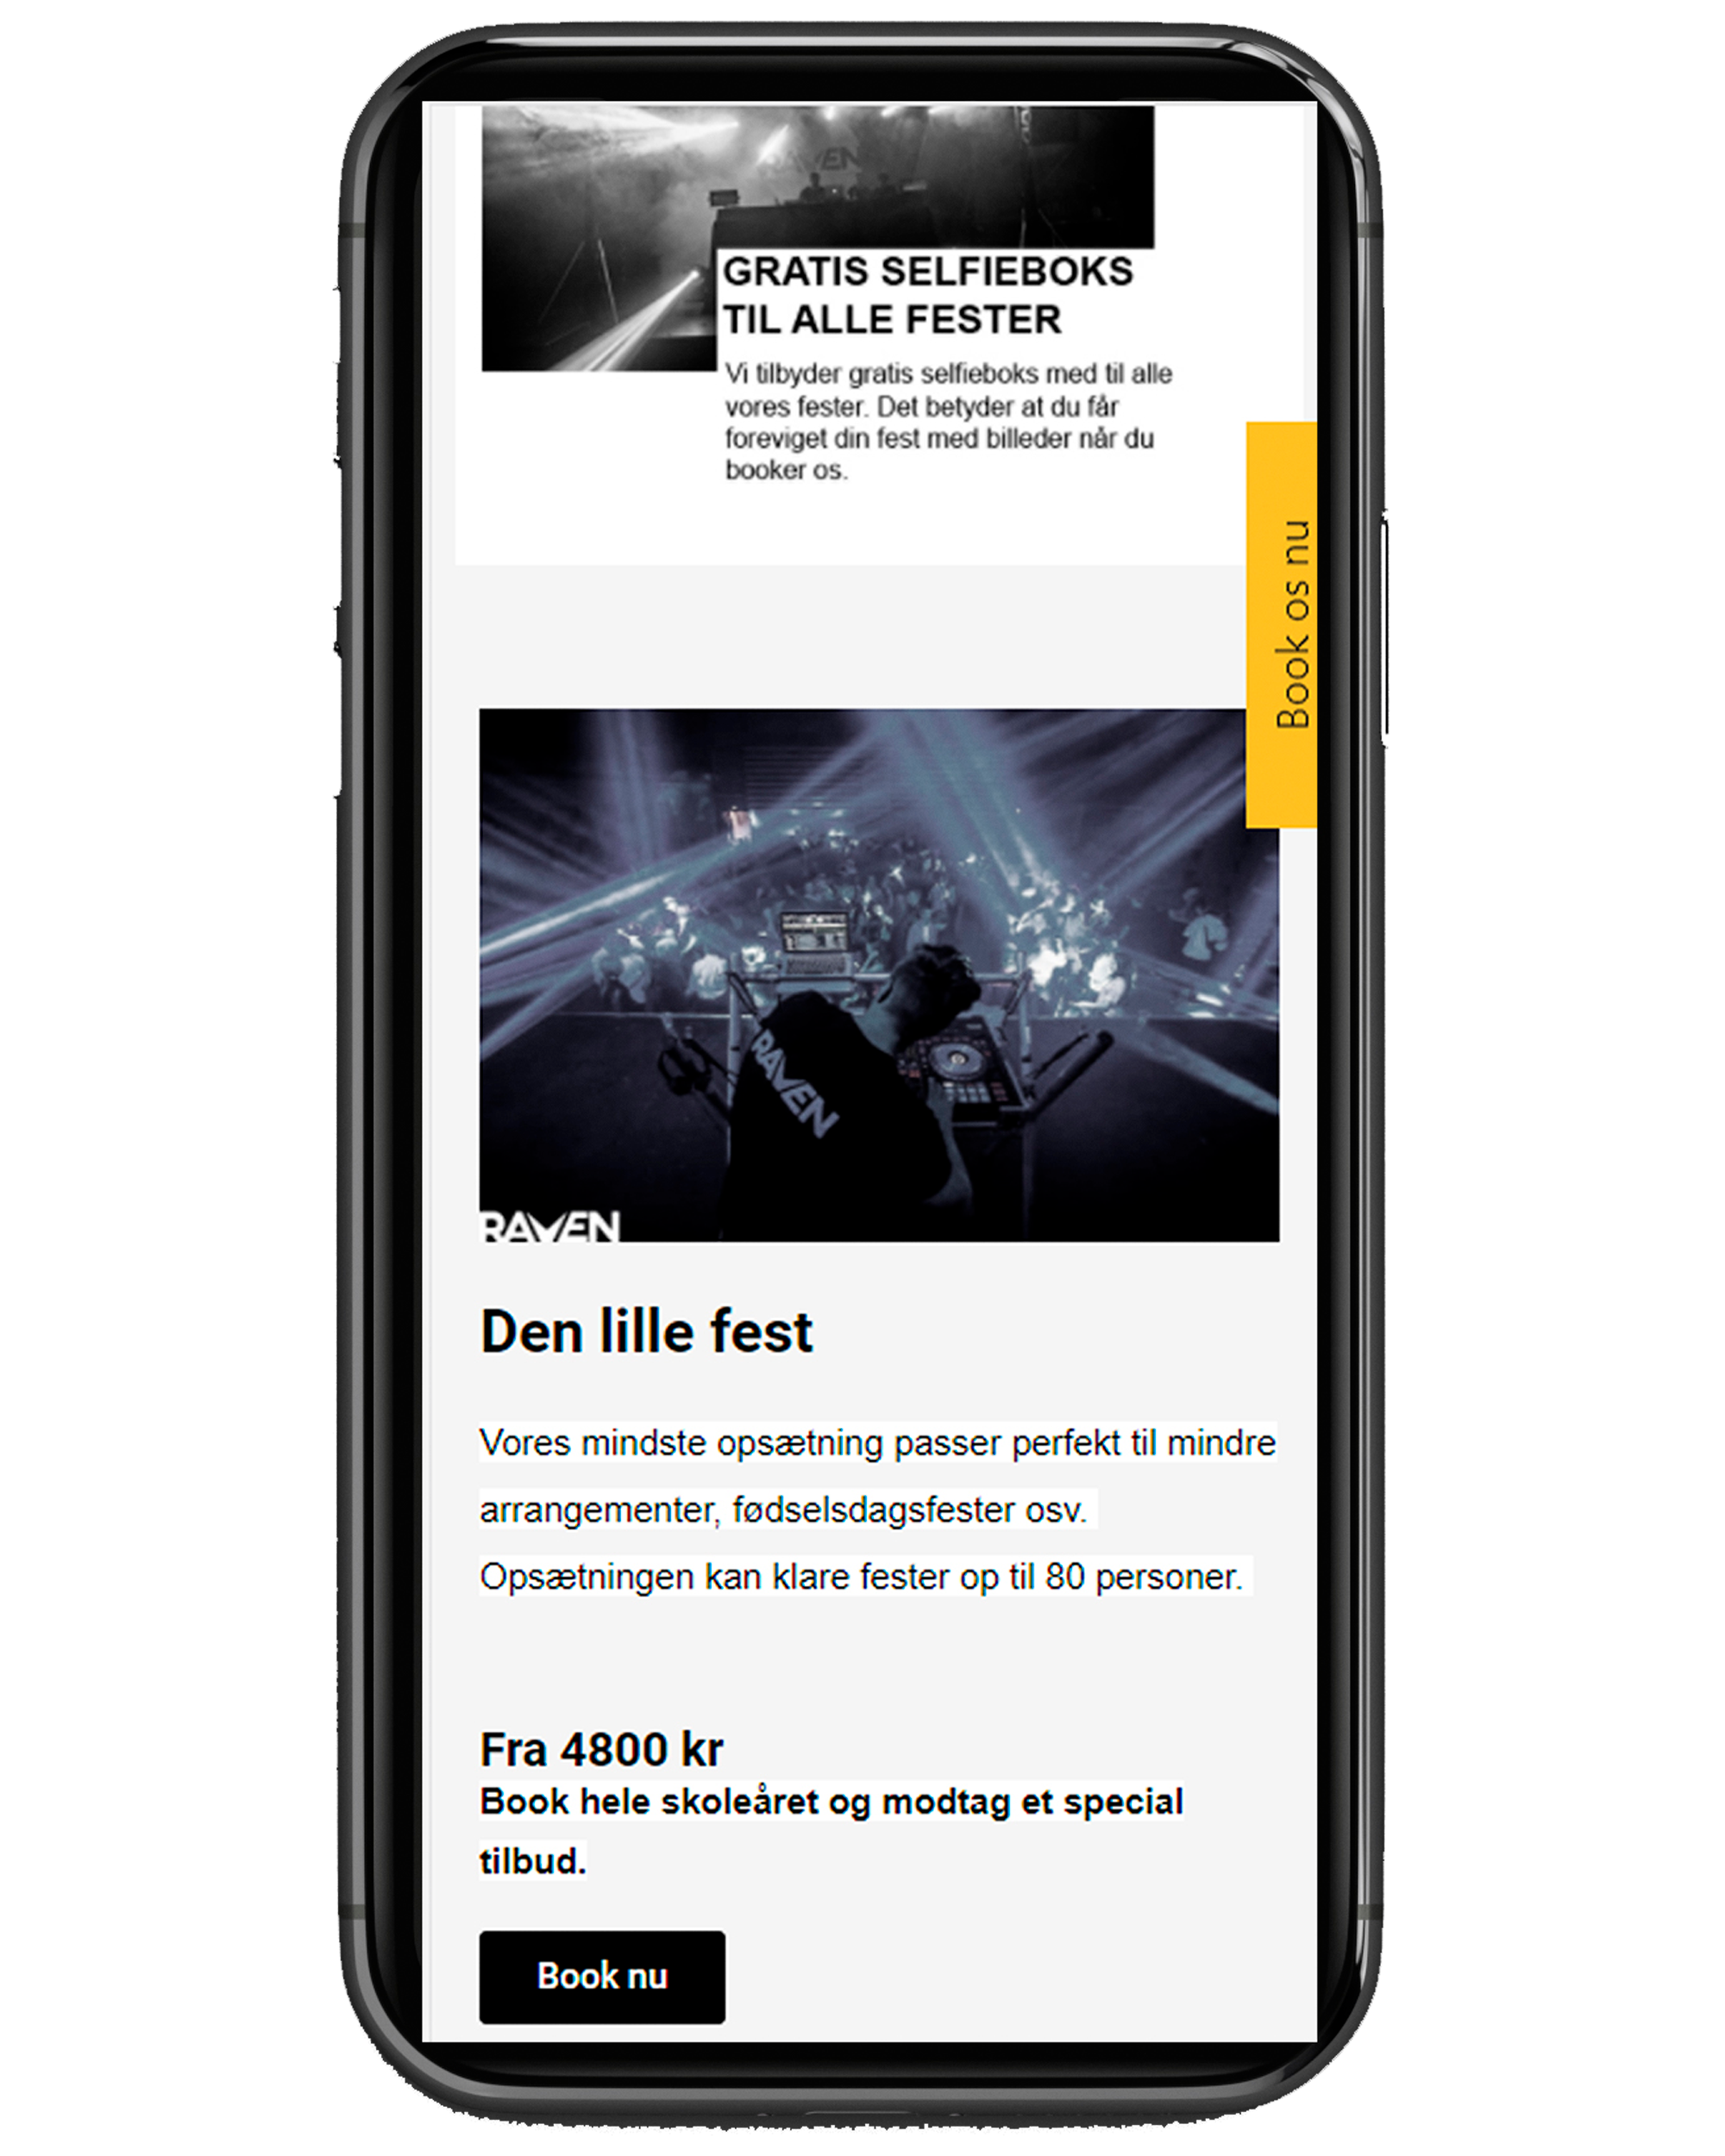 RAVEN
GRATIS SELFIEBOKS
TIL ALLE FESTER
Vi tilbyder gratis selfieboks med til alle
vores fester. Det betyder at du får
foreviget din fest med billeder når du
booker os.
Book os nu
RAVEN
RAVEN
Den lille fest
Vores mindste opsætning passer perfekt til mindre
arrangementer, fødselsdagsfester osv.
Opsætningen kan klare fester op til 80 personer.
Fra 4800 kr
Book hele skoleåret og modtag et special
tilbud.
Book nu